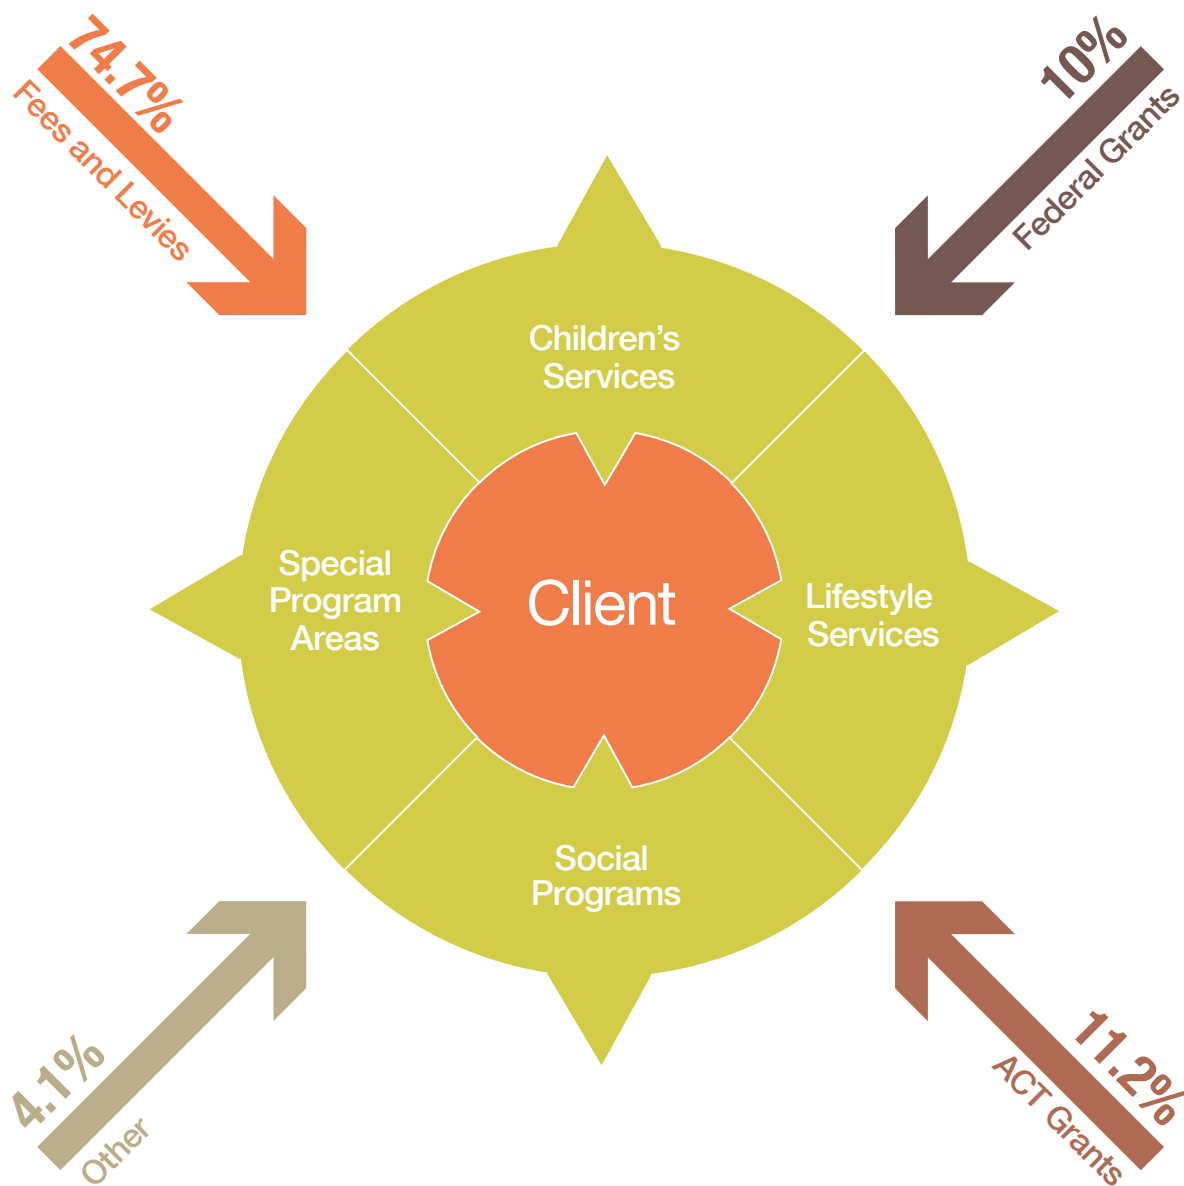 74.7%
Fees and Levies
10%
Federal Grants
Children’s
Services
Special
Program
Areas
Client
Lifestyle
Services
Social
Programs
4.1%
Other
11.2%
ACT Grants